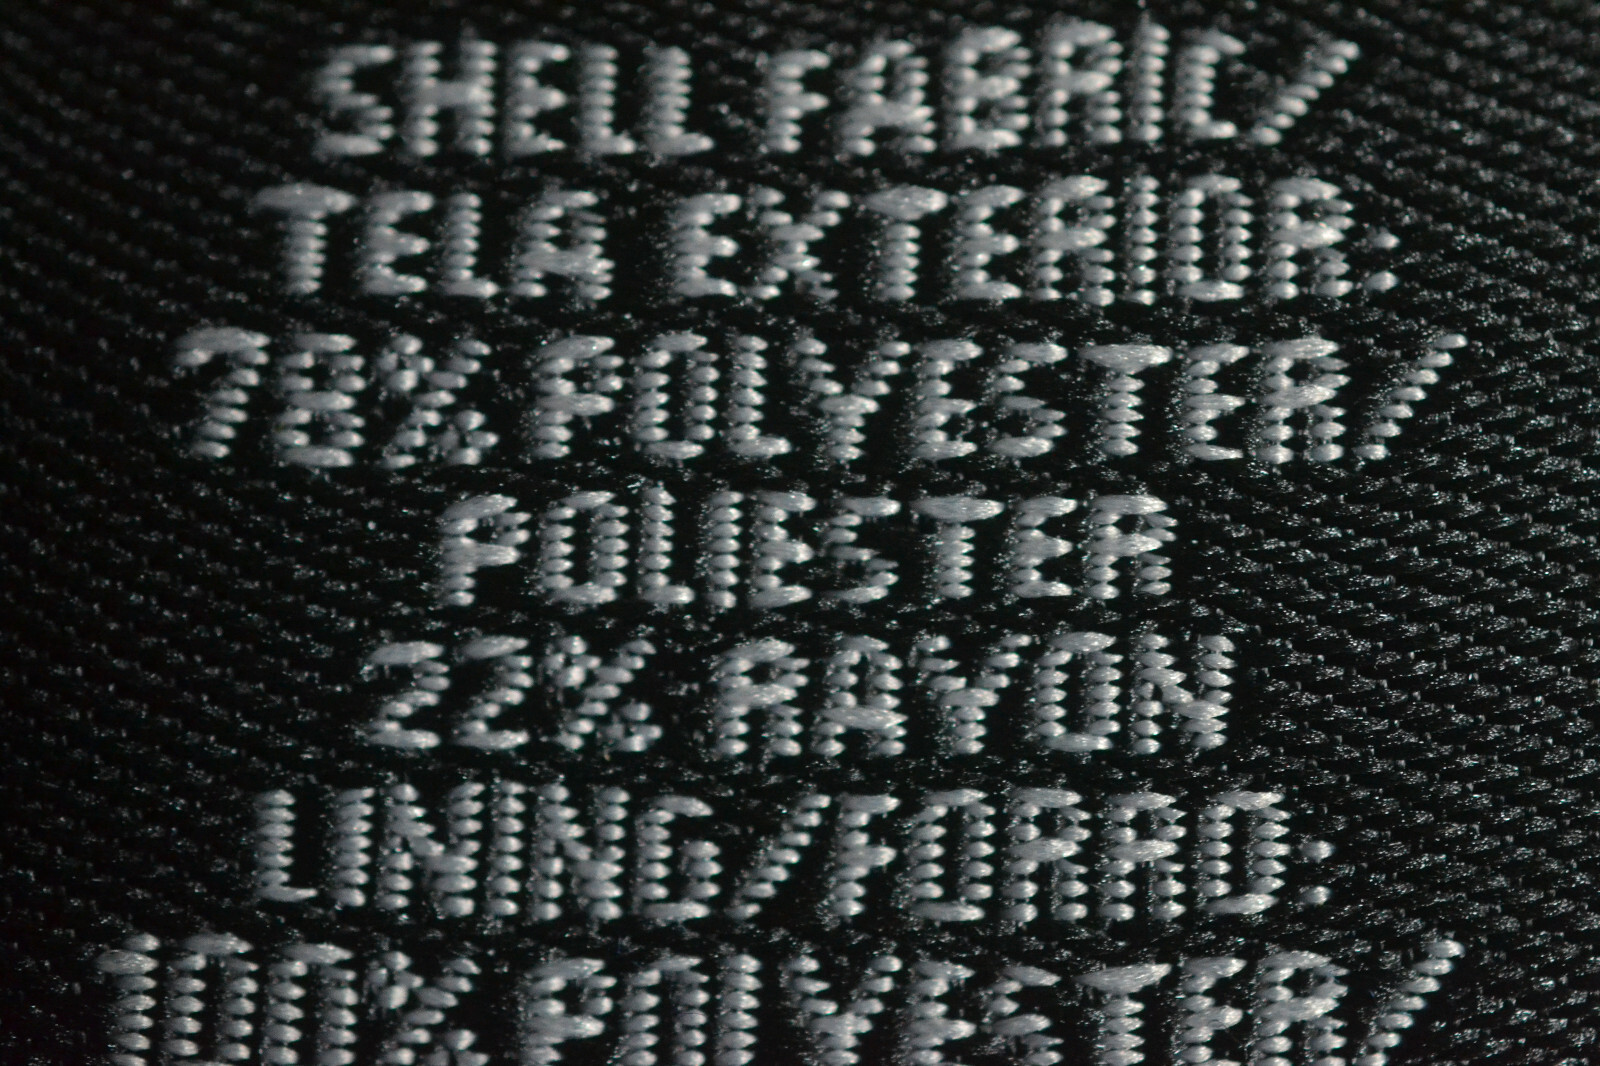 SHELL FABRIC/
TELA EXTERIOR:
78% POLYESTER/
POLIESTER
22% RAYON
LINING/FORRO:
100% POLYESTER/